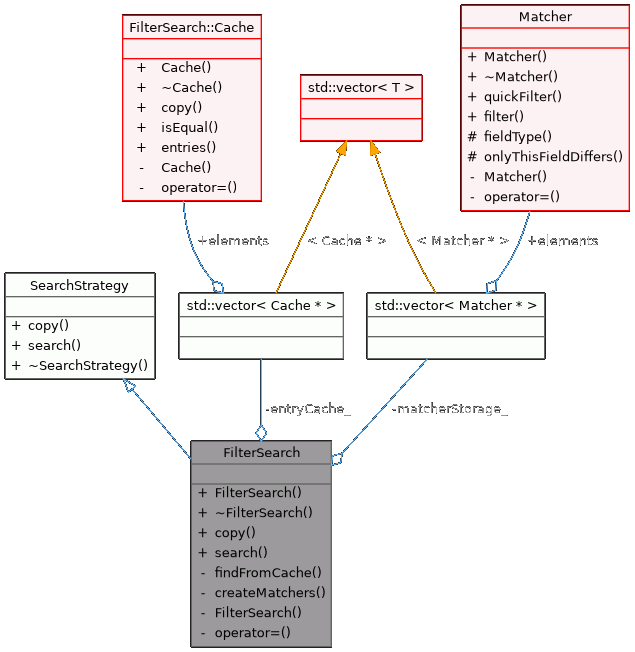 FilterSearch::Cache
+ Cache()
+ ~Cache()
+ copy()
+ isEqual()
+ entries()
- Cache()
- operator=()
std::vector< T >
Matcher
+ Matcher()
+ ~Matcher()
+ quickFilter()
+ filter()
# fieldType()
# onlyThisFieldDiffers()
- Matcher()
- operator=()
+elements
< Cache * >
< Matcher * >
+elements
SearchStrategy
+ copy()
+ search()
+ ~SearchStrategy()
std::vector< Cache * >
std::vector< Matcher * >
-entryCache_
-matcherStorage_
FilterSearch
+ FilterSearch()
+ ~FilterSearch()
+ copy()
+ search()
- findFromCache()
- createMatchers()
- FilterSearch()
- operator=()